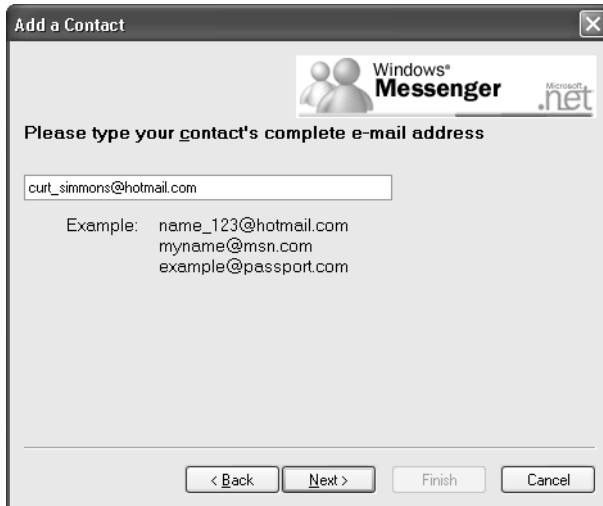 Add a Contact
Windows®
Messenger
Microsoft
.net
Please type your contact's complete e-mail address
curt_simmons@hotmail.com
Example: name_123@hotmail.com
myname@msn.com
example@passport.com
< Back
Next >
Finish
Cancel